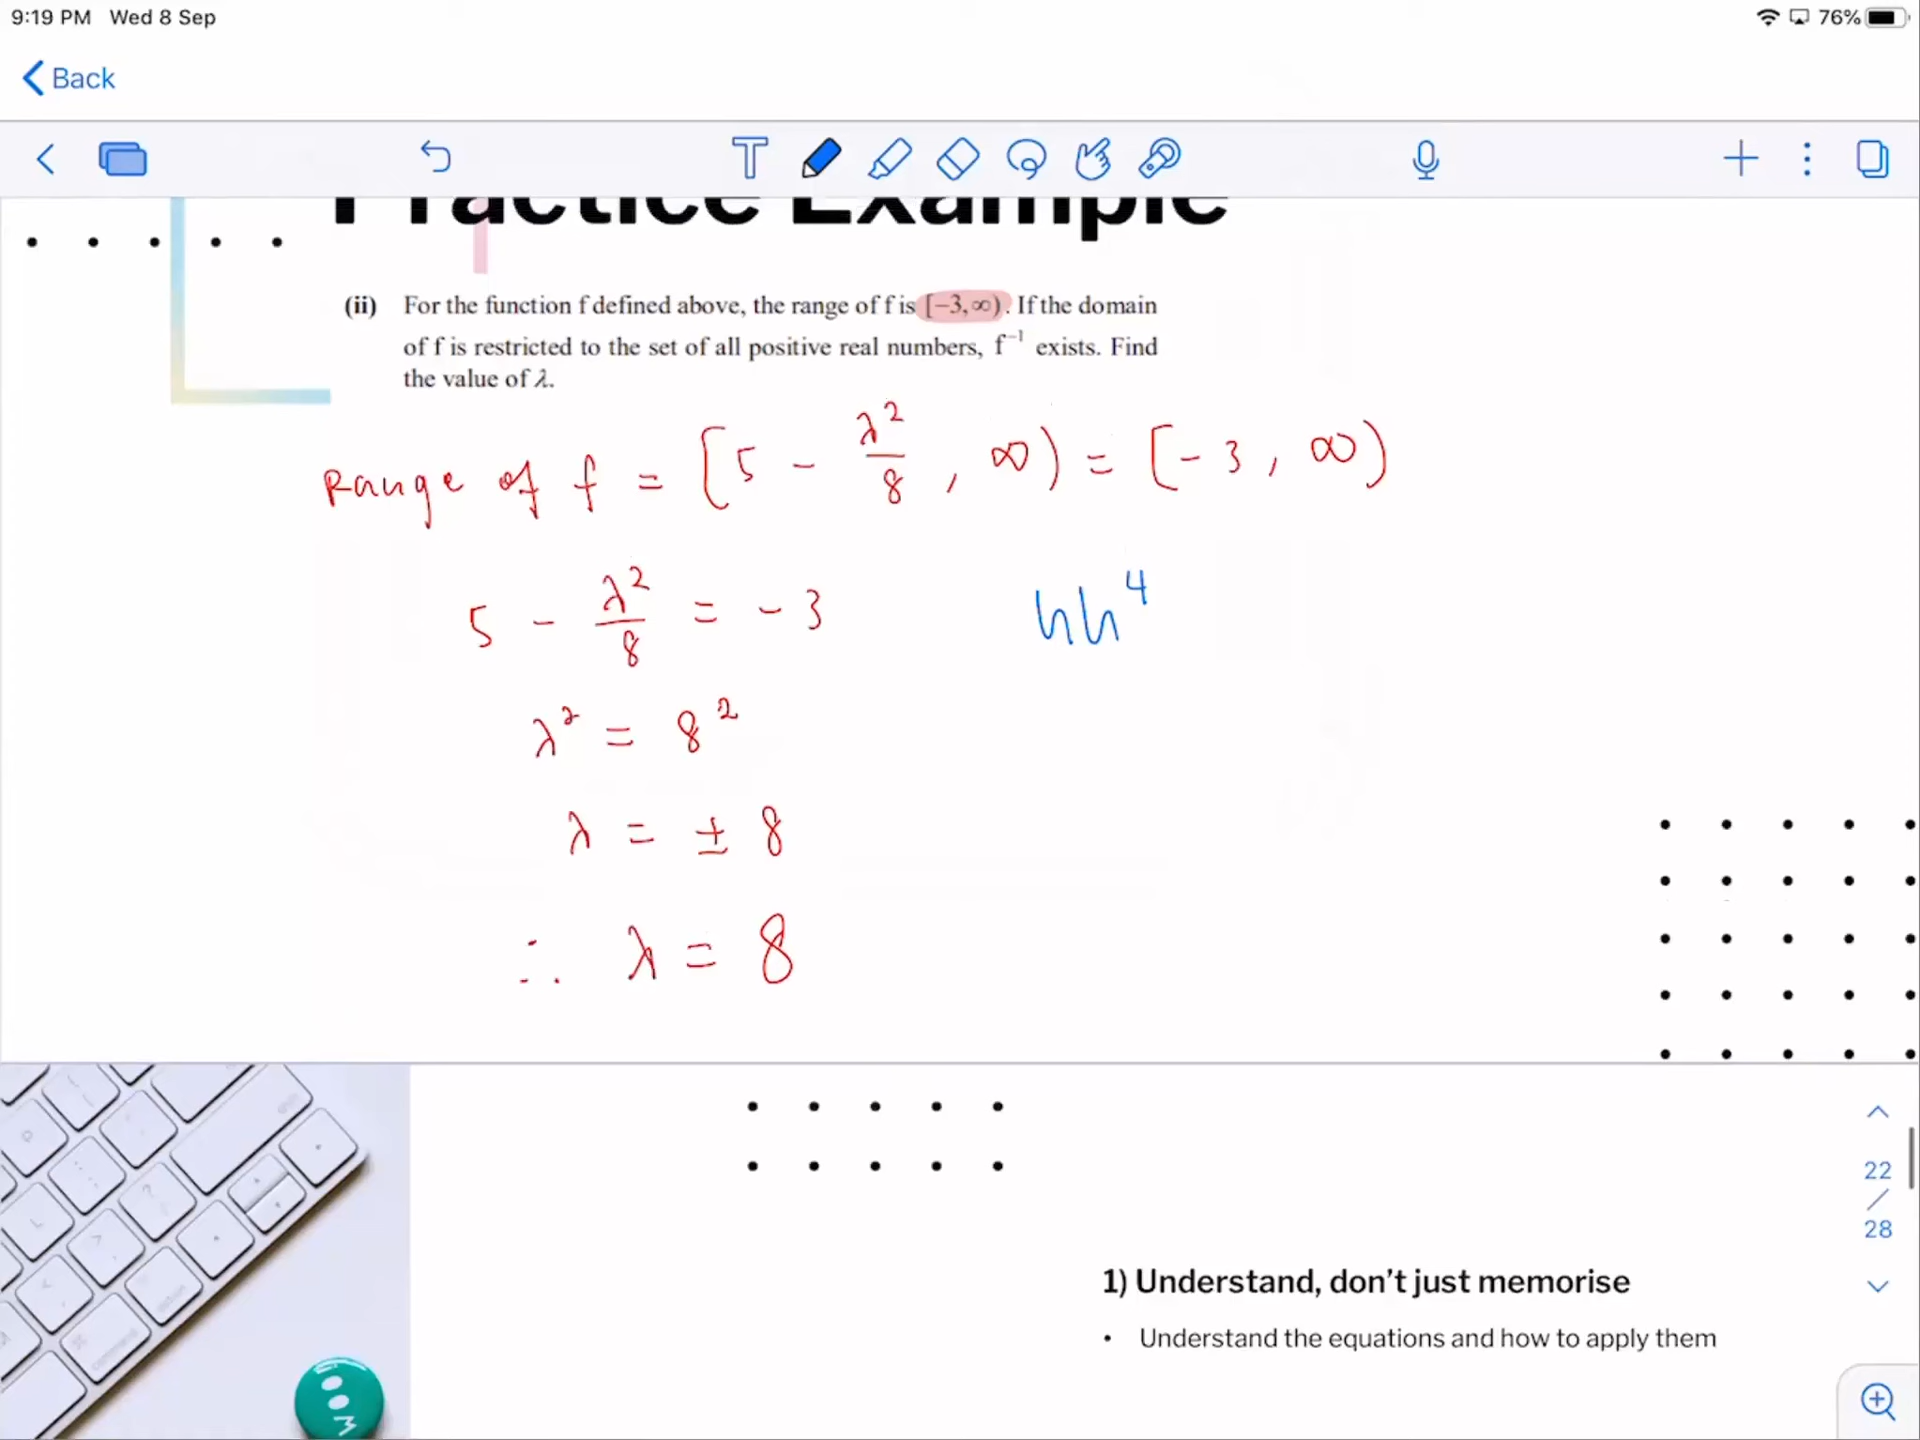 9:19 PM Wed 8 Sep
76%
Back
Practice Example
(ii) For the function f defined above, the range of f is [−3, ∞). If the domain
of f is restricted to the set of all positive real numbers, f⁻¹ exists. Find
the value of λ.
Range of f = [5 - λ²/8, ∞) = [-3, ∞)
5 - λ²/8 = -3
hh⁴
λ² = 8²
λ = ± 8
∴ λ = 8
22
/
28
1) Understand, don’t just memorise
• Understand the equations and how to apply them